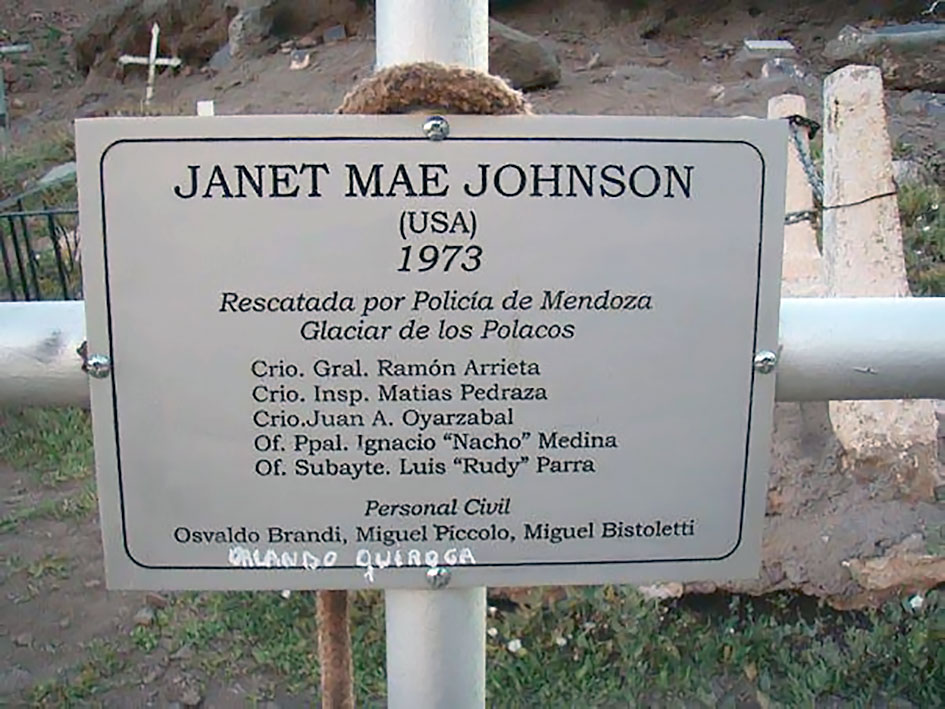 JANET MAE JOHNSON
(USA)
1973
Rescatada por Policía de Mendoza
Glaciar de los Polacos
Crio. Gral. Ramón Arrieta
Crio. Insp. Matias Pedraza
Crio.Juan A. Oyarzabal
Of. Ppal. Ignacio “Nacho” Medina
Of. Subayte. Luis “Rudy” Parra
Personal Civil
Osvaldo Brandi, Miguel Piccolo, Miguel Bistoletti
ORLANDO QUIROGA